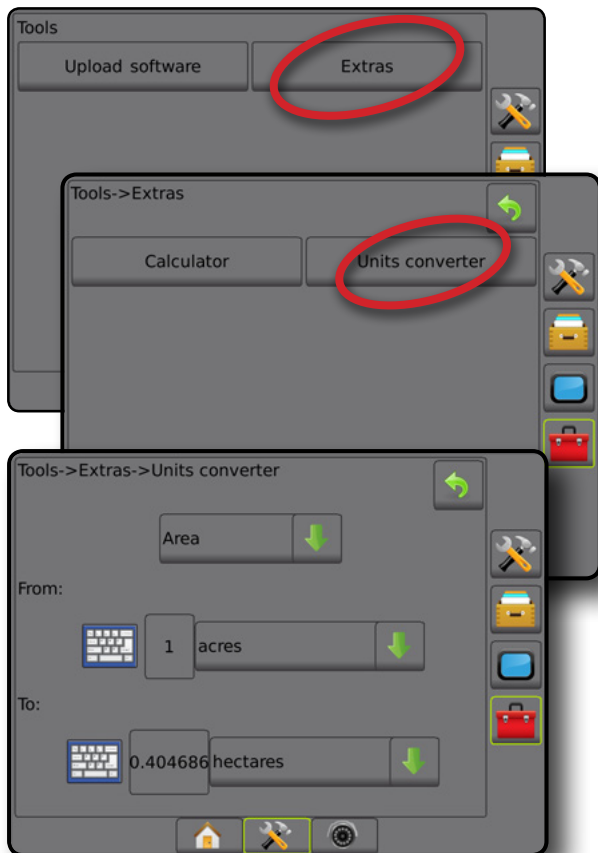 Tools
Upload software Extras
Tools->Extras
Calculator Units converter
Tools->Extras->Units converter
Area
From:
1 acres
To:
0.404686 hectares